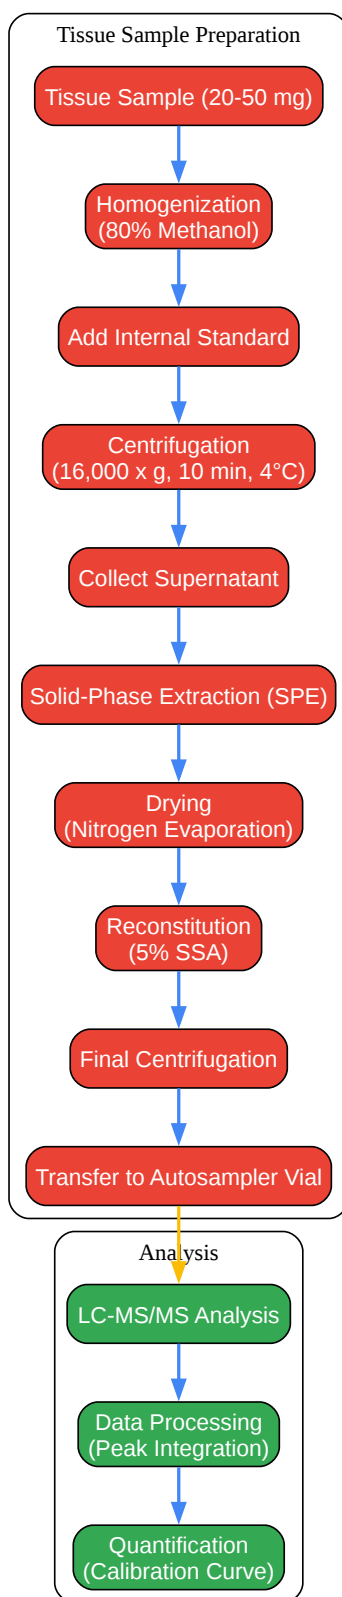 Tissue Sample Preparation
Tissue Sample (20-50 mg)
Homogenization
(80% Methanol)
Add Internal Standard
Centrifugation
(16,000 x g, 10 min, 4°C)
Collect Supernatant
Solid-Phase Extraction (SPE)
Drying
(Nitrogen Evaporation)
Reconstitution
(5% SSA)
Final Centrifugation
Transfer to Autosampler Vial
Analysis
LC-MS/MS Analysis
Data Processing
(Peak Integration)
Quantification
(Calibration Curve)